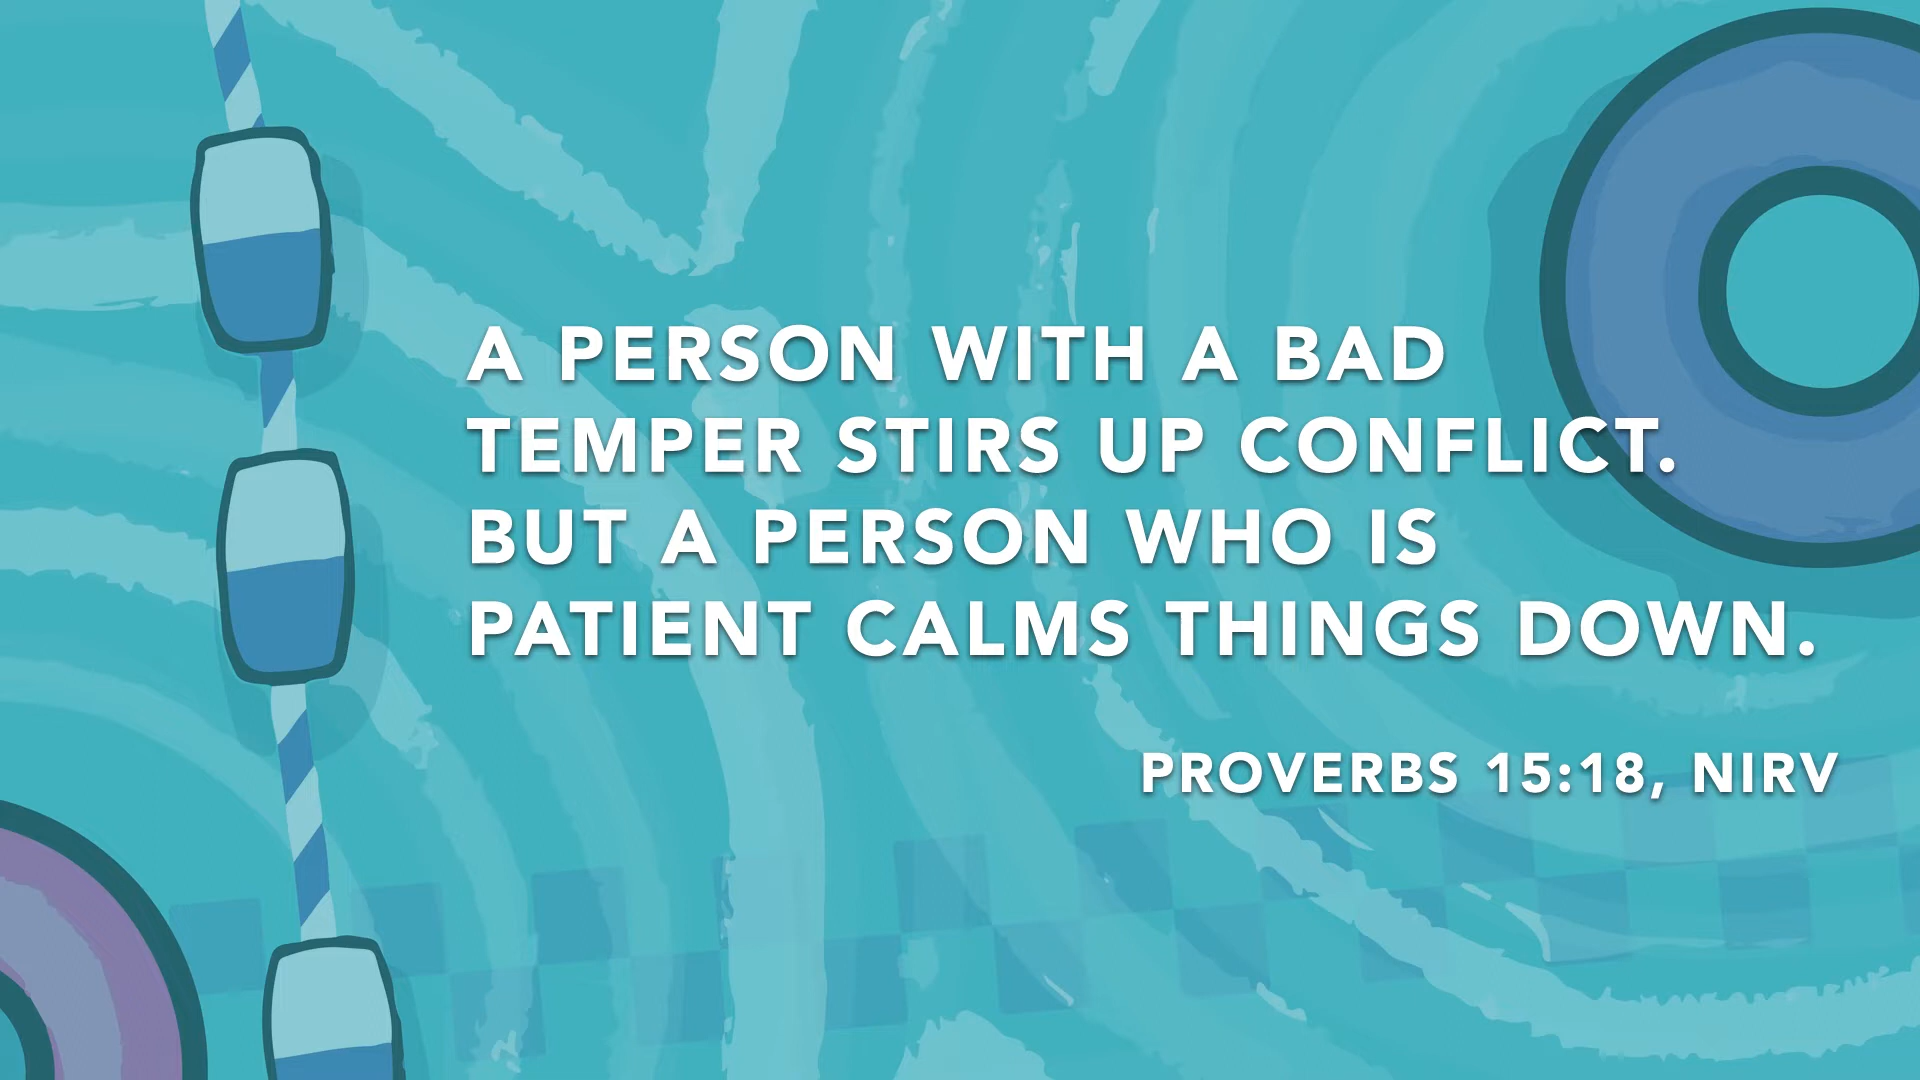 A PERSON WITH A BAD
TEMPER STIRS UP CONFLICT.
BUT A PERSON WHO IS
PATIENT CALMS THINGS DOWN.
PROVERBS 15:18, NIRV